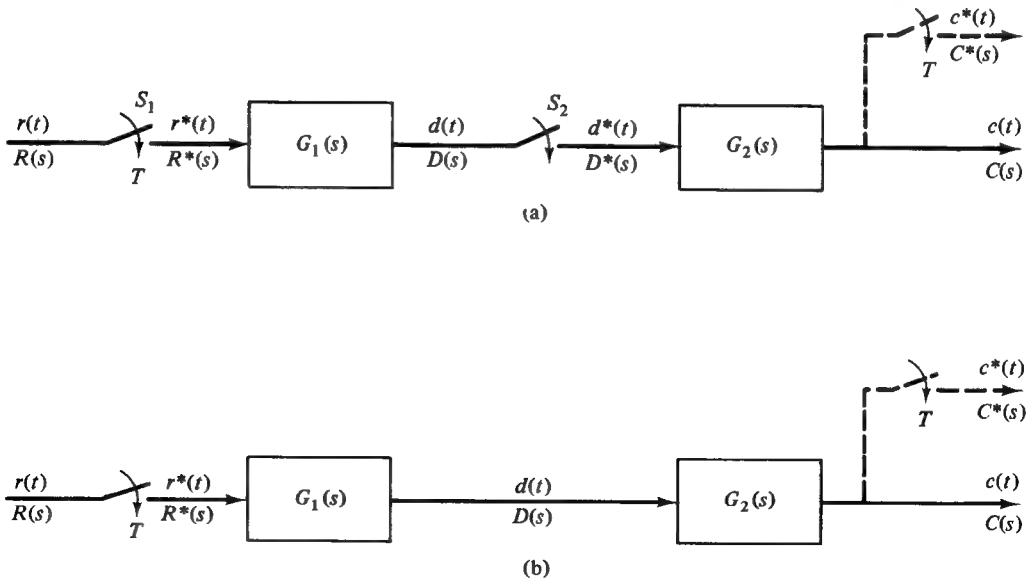 c*(t)
T
C*(s)
r(t)
S1
r*(t)
R(s)
T
R*(s)
G1(s)
d(t)
D(s)
S2
d*(t)
D*(s)
G2(s)
c(t)
C(s)
(a)
c*(t)
T
C*(s)
r(t)
r*(t)
R(s)
T
R*(s)
G1(s)
d(t)
D(s)
G2(s)
c(t)
C(s)
(b)